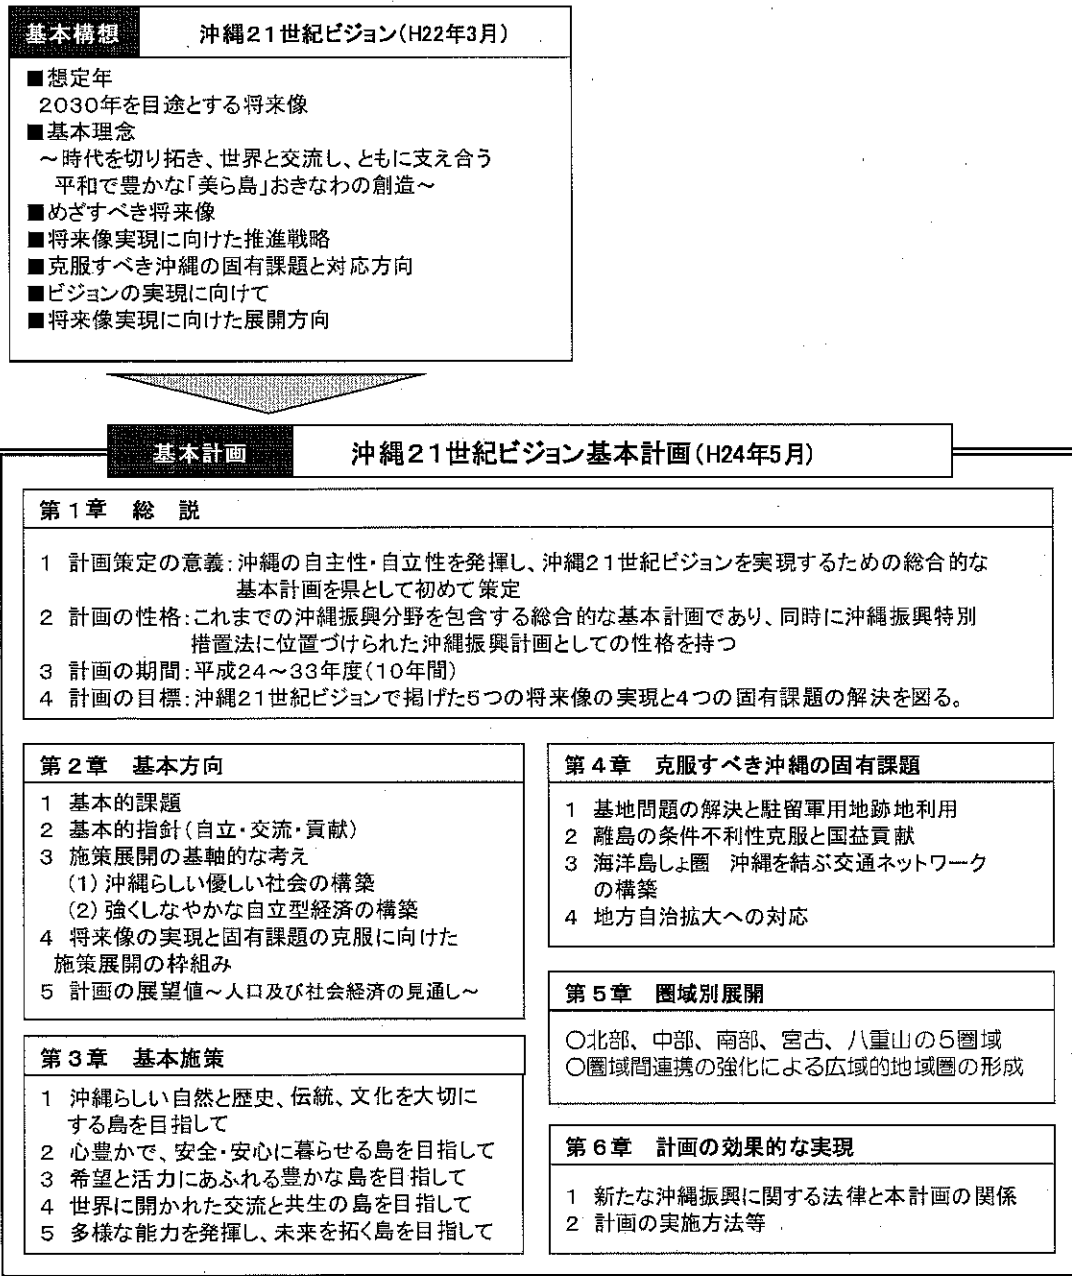 基本構想　沖縄21世紀ビジョン(H22年3月)
■想定年
2030年を目途とする将来像
■基本理念
～時代を切り拓き、世界と交流し、ともに支え合う
平和で豊かな「美ら島」おきなわの創造～
■めざすべき将来像
■将来像実現に向けた推進戦略
■克服すべき沖縄の固有課題と対応方向
■ビジョンの実現に向けて
■将来像実現に向けた展開方向
基本計画　沖縄21世紀ビジョン基本計画(H24年5月)
第1章　総　説
1 計画策定の意義:沖縄の自主性・自立性を発揮し、沖縄21世紀ビジョンを実現するための総合的な
基本計画を県として初めて策定
2 計画の性格:これまでの沖縄振興分野を包含する総合的な基本計画であり、同時に沖縄振興特別
措置法に位置づけられた沖縄振興計画としての性格を持つ
3 計画の期間:平成24～33年度(10年間)
4 計画の目標:沖縄21世紀ビジョンで掲げた5つの将来像の実現と4つの固有課題の解決を図る。
第2章　基本方向
1 基本的課題
2 基本的指針(自立・交流・貢献)
3 施策展開の基軸的な考え
(1) 沖縄らしい優しい社会の構築
(2) 強くしなやかな自立型経済の構築
4 将来像の実現と固有課題の克服に向けた
施策展開の枠組み
5 計画の展望値～人口及び社会経済の見通し～
第3章　基本施策
1 沖縄らしい自然と歴史、伝統、文化を大切に
する島を目指して
2 心豊かで、安全・安心に暮らせる島を目指して
3 希望と活力にあふれる豊かな島を目指して
4 世界に開かれた交流と共生の島を目指して
5 多様な能力を発揮し、未来を拓く島を目指して
第4章　克服すべき沖縄の固有課題
1 基地問題の解決と駐留軍用地跡地利用
2 離島の条件不利性克服と国益貢献
3 海洋島しょ圏　沖縄を結ぶ交通ネットワーク
の構築
4 地方自治拡大への対応
第5章　圏域別展開
○北部、中部、南部、宮古、八重山の5圏域
○圏域間連携の強化による広域的地域圏の形成
第6章　計画の効果的な実現
1 新たな沖縄振興に関する法律と本計画の関係
2 計画の実施方法等